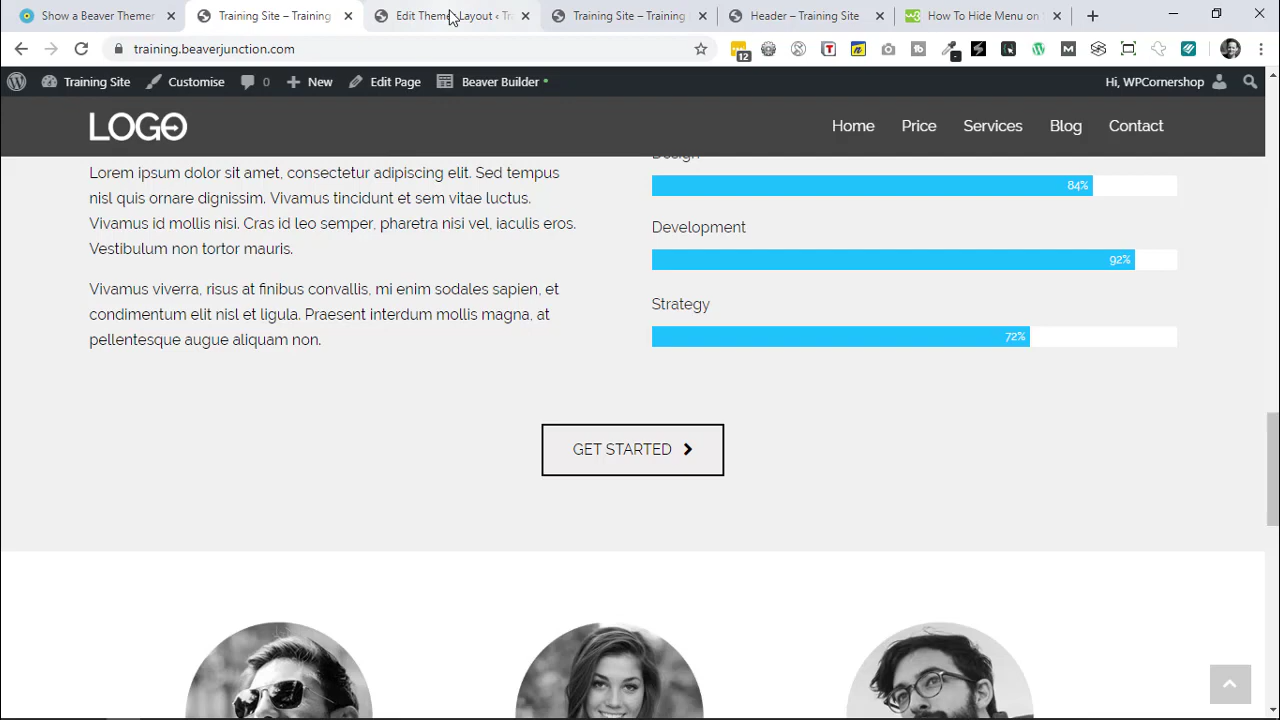 Show a Beaver Themer
Training Site – Training
Edit Theme Layout ‹ Tr
Training Site – Training
Header – Training Site
How To Hide Menu on
training.beaverjunction.com
12
Training Site
Customise
0
New
Edit Page
Beaver Builder
Hi, WPCornershop
LOGO
Home
Price
Services
Blog
Contact
Design
Lorem ipsum dolor sit amet, consectetur adipiscing elit. Sed tempus
nisl quis ornare dignissim. Vivamus tincidunt et sem vitae luctus.
Vivamus id mollis nisi. Cras id leo semper, pharetra nisi vel, iaculis eros.
Vestibulum non tortor mauris.
Vivamus viverra, risus at finibus convallis, mi enim sodales sapien, et
condimentum elit nisl et ligula. Praesent interdum mollis magna, at
pellentesque augue aliquam non.
84%
Development
92%
Strategy
72%
GET STARTED